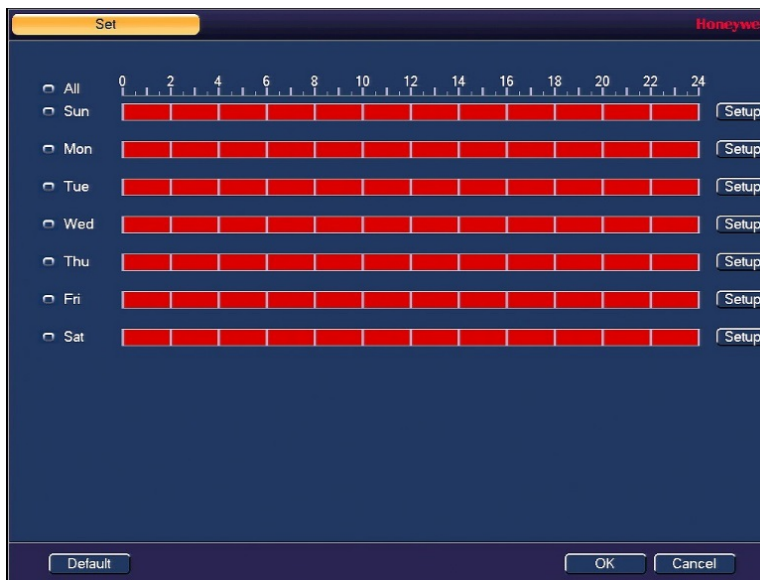 Set Honeywe
All 0 2 4 6 8 10 12 14 16 18 20 22 24
Sun Setup
Mon Setup
Tue Setup
Wed Setup
Thu Setup
Fri Setup
Sat Setup
Default OK Cancel